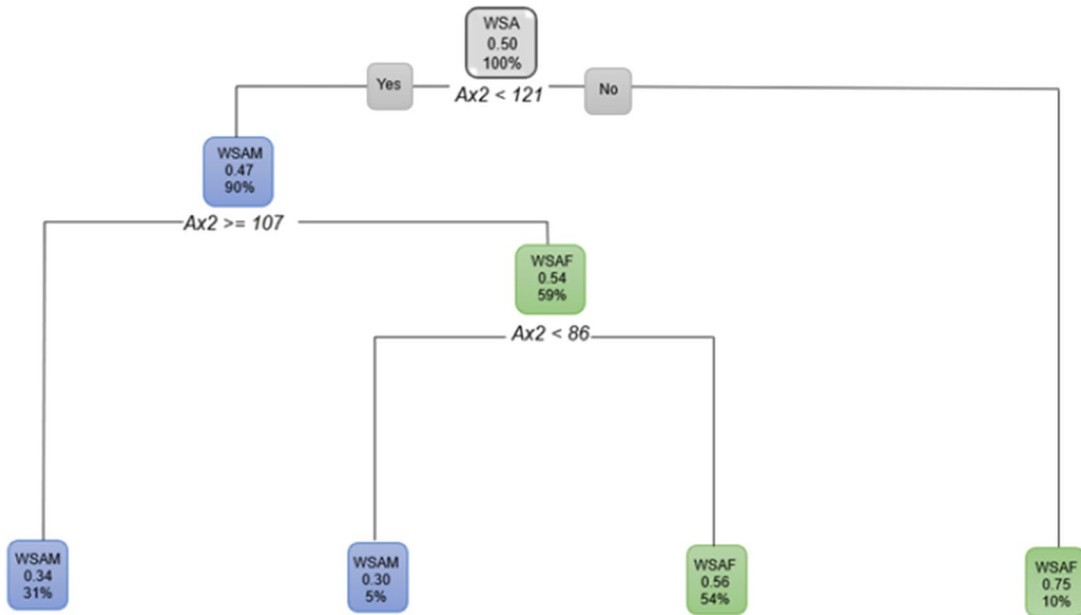 WSA
0.50
100%
Yes
Ax2 < 121
No
WSAM
0.47
90%
Ax2 >= 107
WSAF
0.54
59%
Ax2 < 86
WSAM
0.34
31%
WSAM
0.30
5%
WSAF
0.56
54%
WSAF
0.75
10%